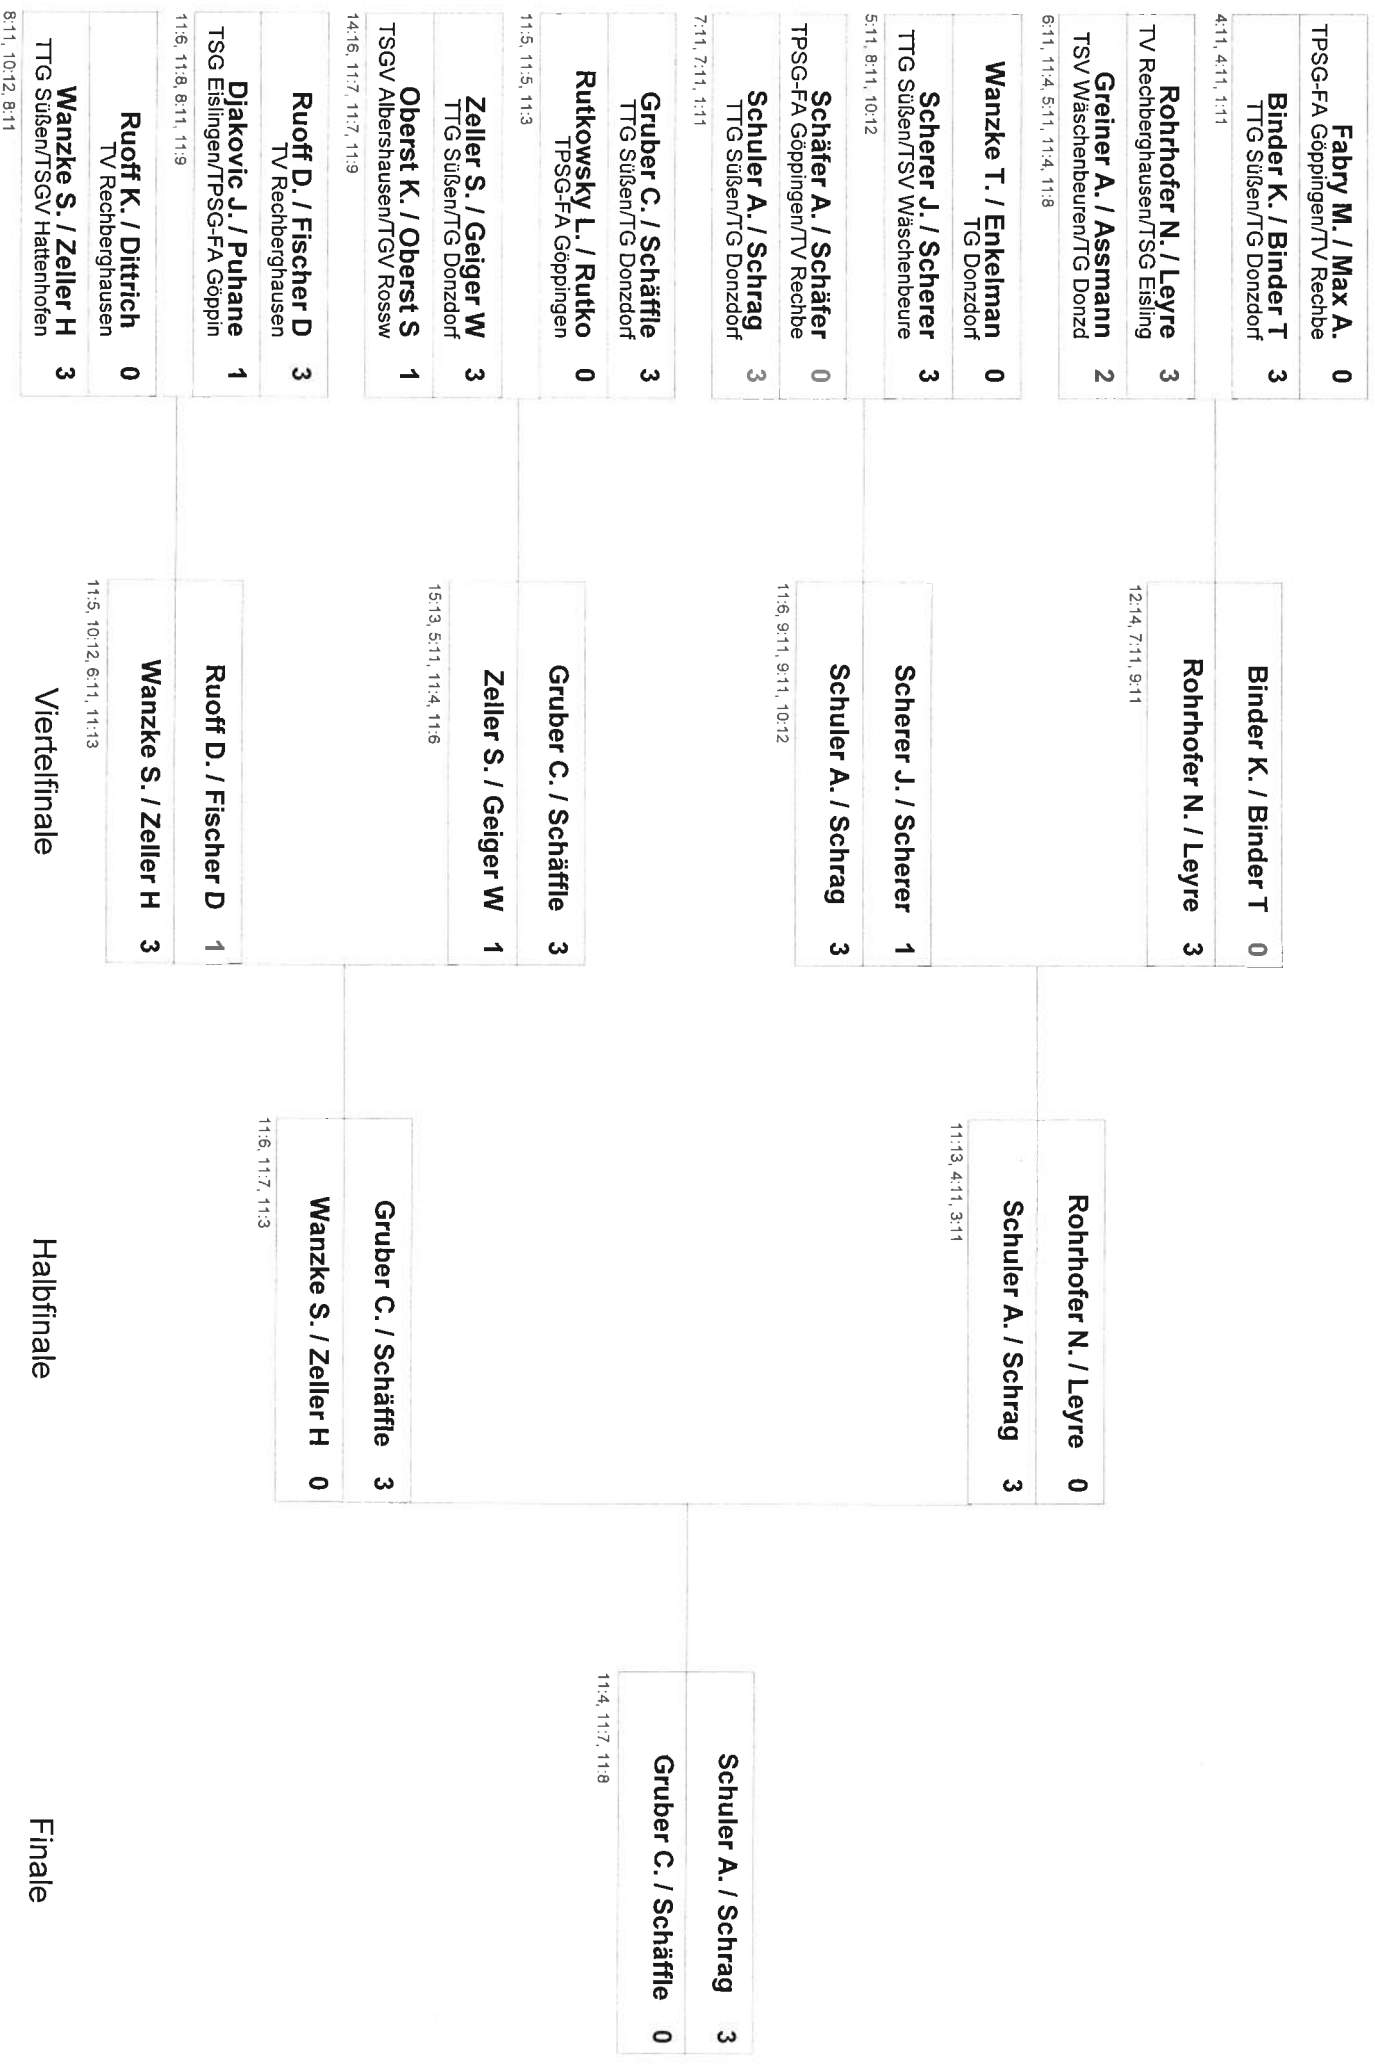 Fabry M. / Max A. 0
TPSG-FA Göppingen/TV Rechbe
Binder K. / Binder T 3
TTG Süßen/TG Donzdorf
4:11, 4:11, 1:11
Rohrhofer N. / Leyre 3
TV Rechberghausen/TSG Eisling
Greiner A. / Assmann 2
TSV Wäschenbeuren/TG Donzd
6:11, 11:4, 5:11, 11:4, 11:8
Wanzke T. / Enkelman 0
TG Donzdorf
Scherer J. / Scherer 3
TTG Süßen/TSV Wäschenbeure
5:11, 8:11, 10:12
Schäfer A. / Schäfer 0
TPSG-FA Göppingen/TV Rechbe
Schuler A. / Schrag 3
TTG Süßen/TG Donzdorf
7:11, 7:11, 1:11
Gruber C. / Schäffle 3
TTG Süßen/TG Donzdorf
Rutkowsky L. / Rutko 0
TPSG-FA Göppingen
11:5, 11:5, 11:3
Zeller S. / Geiger W 3
TTG Süßen/TG Donzdorf
Oberst K. / Oberst S 1
TSGV Albershausen/TGV Rossw
14:16, 11:7, 11:7, 11:9
Ruoff D. / Fischer D 3
TV Rechberghausen
Djakovic J. / Puhane 1
TSG Eislingen/TPSG-FA Göppin
11:6, 11:8, 8:11, 11:9
Ruoff K. / Dittrich 0
TV Rechberghausen
Wanzke S. / Zeller H 3
TTG Süßen/TSGV Hattenhofen
8:11, 10:12, 8:11
Binder K. / Binder T 0
Rohrhofer N. / Leyre 3
12:14, 7:11, 9:11
Scherer J. / Scherer 1
Schuler A. / Schrag 3
11:6, 9:11, 9:11, 10:12
Gruber C. / Schäffle 3
Zeller S. / Geiger W 1
15:13, 5:11, 11:4, 11:6
Ruoff D. / Fischer D 1
Wanzke S. / Zeller H 3
11:5, 10:12, 6:11, 11:13
Viertelfinale
Rohrhofer N. / Leyre 0
Schuler A. / Schrag 3
11:13, 4:11, 3:11
Gruber C. / Schäffle 3
Wanzke S. / Zeller H 0
11:6, 11:7, 11:3
Halbfinale
Schuler A. / Schrag 3
Gruber C. / Schäffle 0
11:4, 11:7, 11:8
Finale